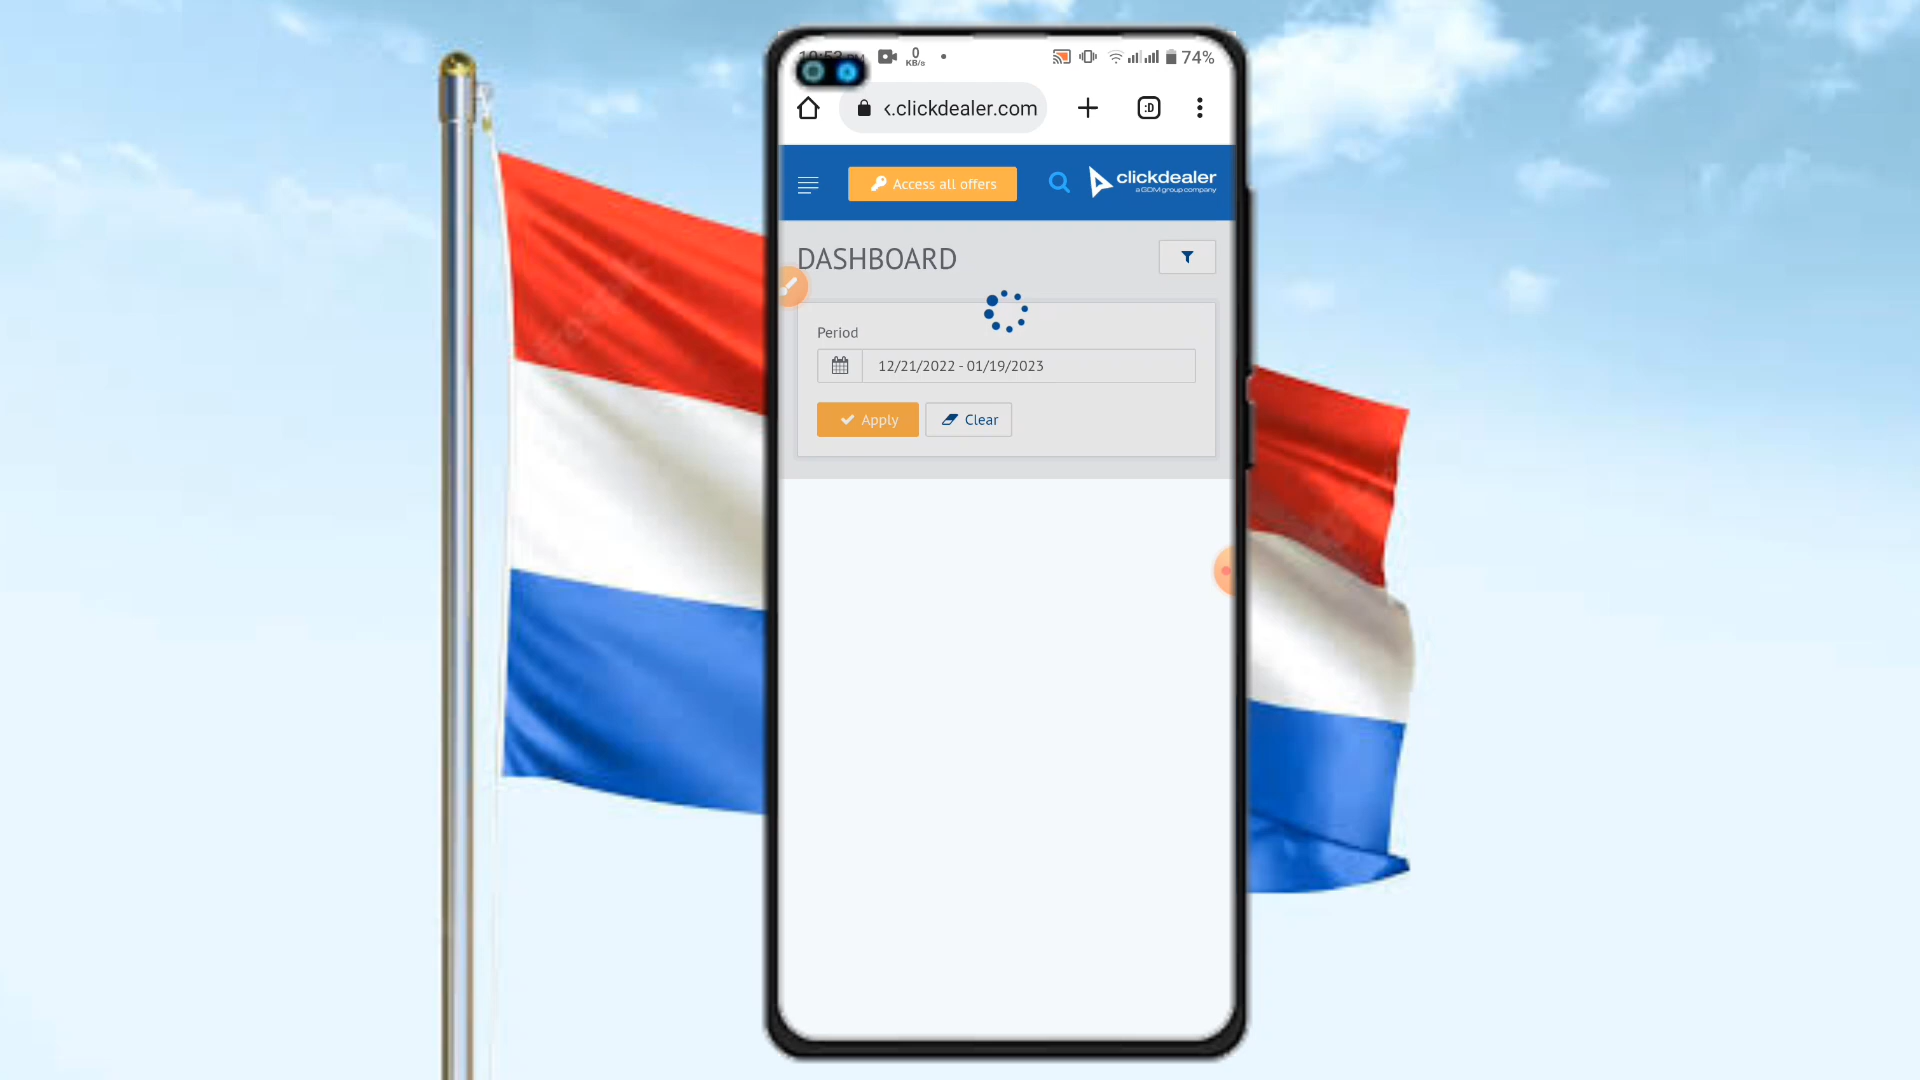 0
KB/s
74%
:D
.clickdealer.com
Access all offers
clickdealer
a GDM group company
DASHBOARD
Period
12/21/2022 - 01/19/2023
Apply
Clear